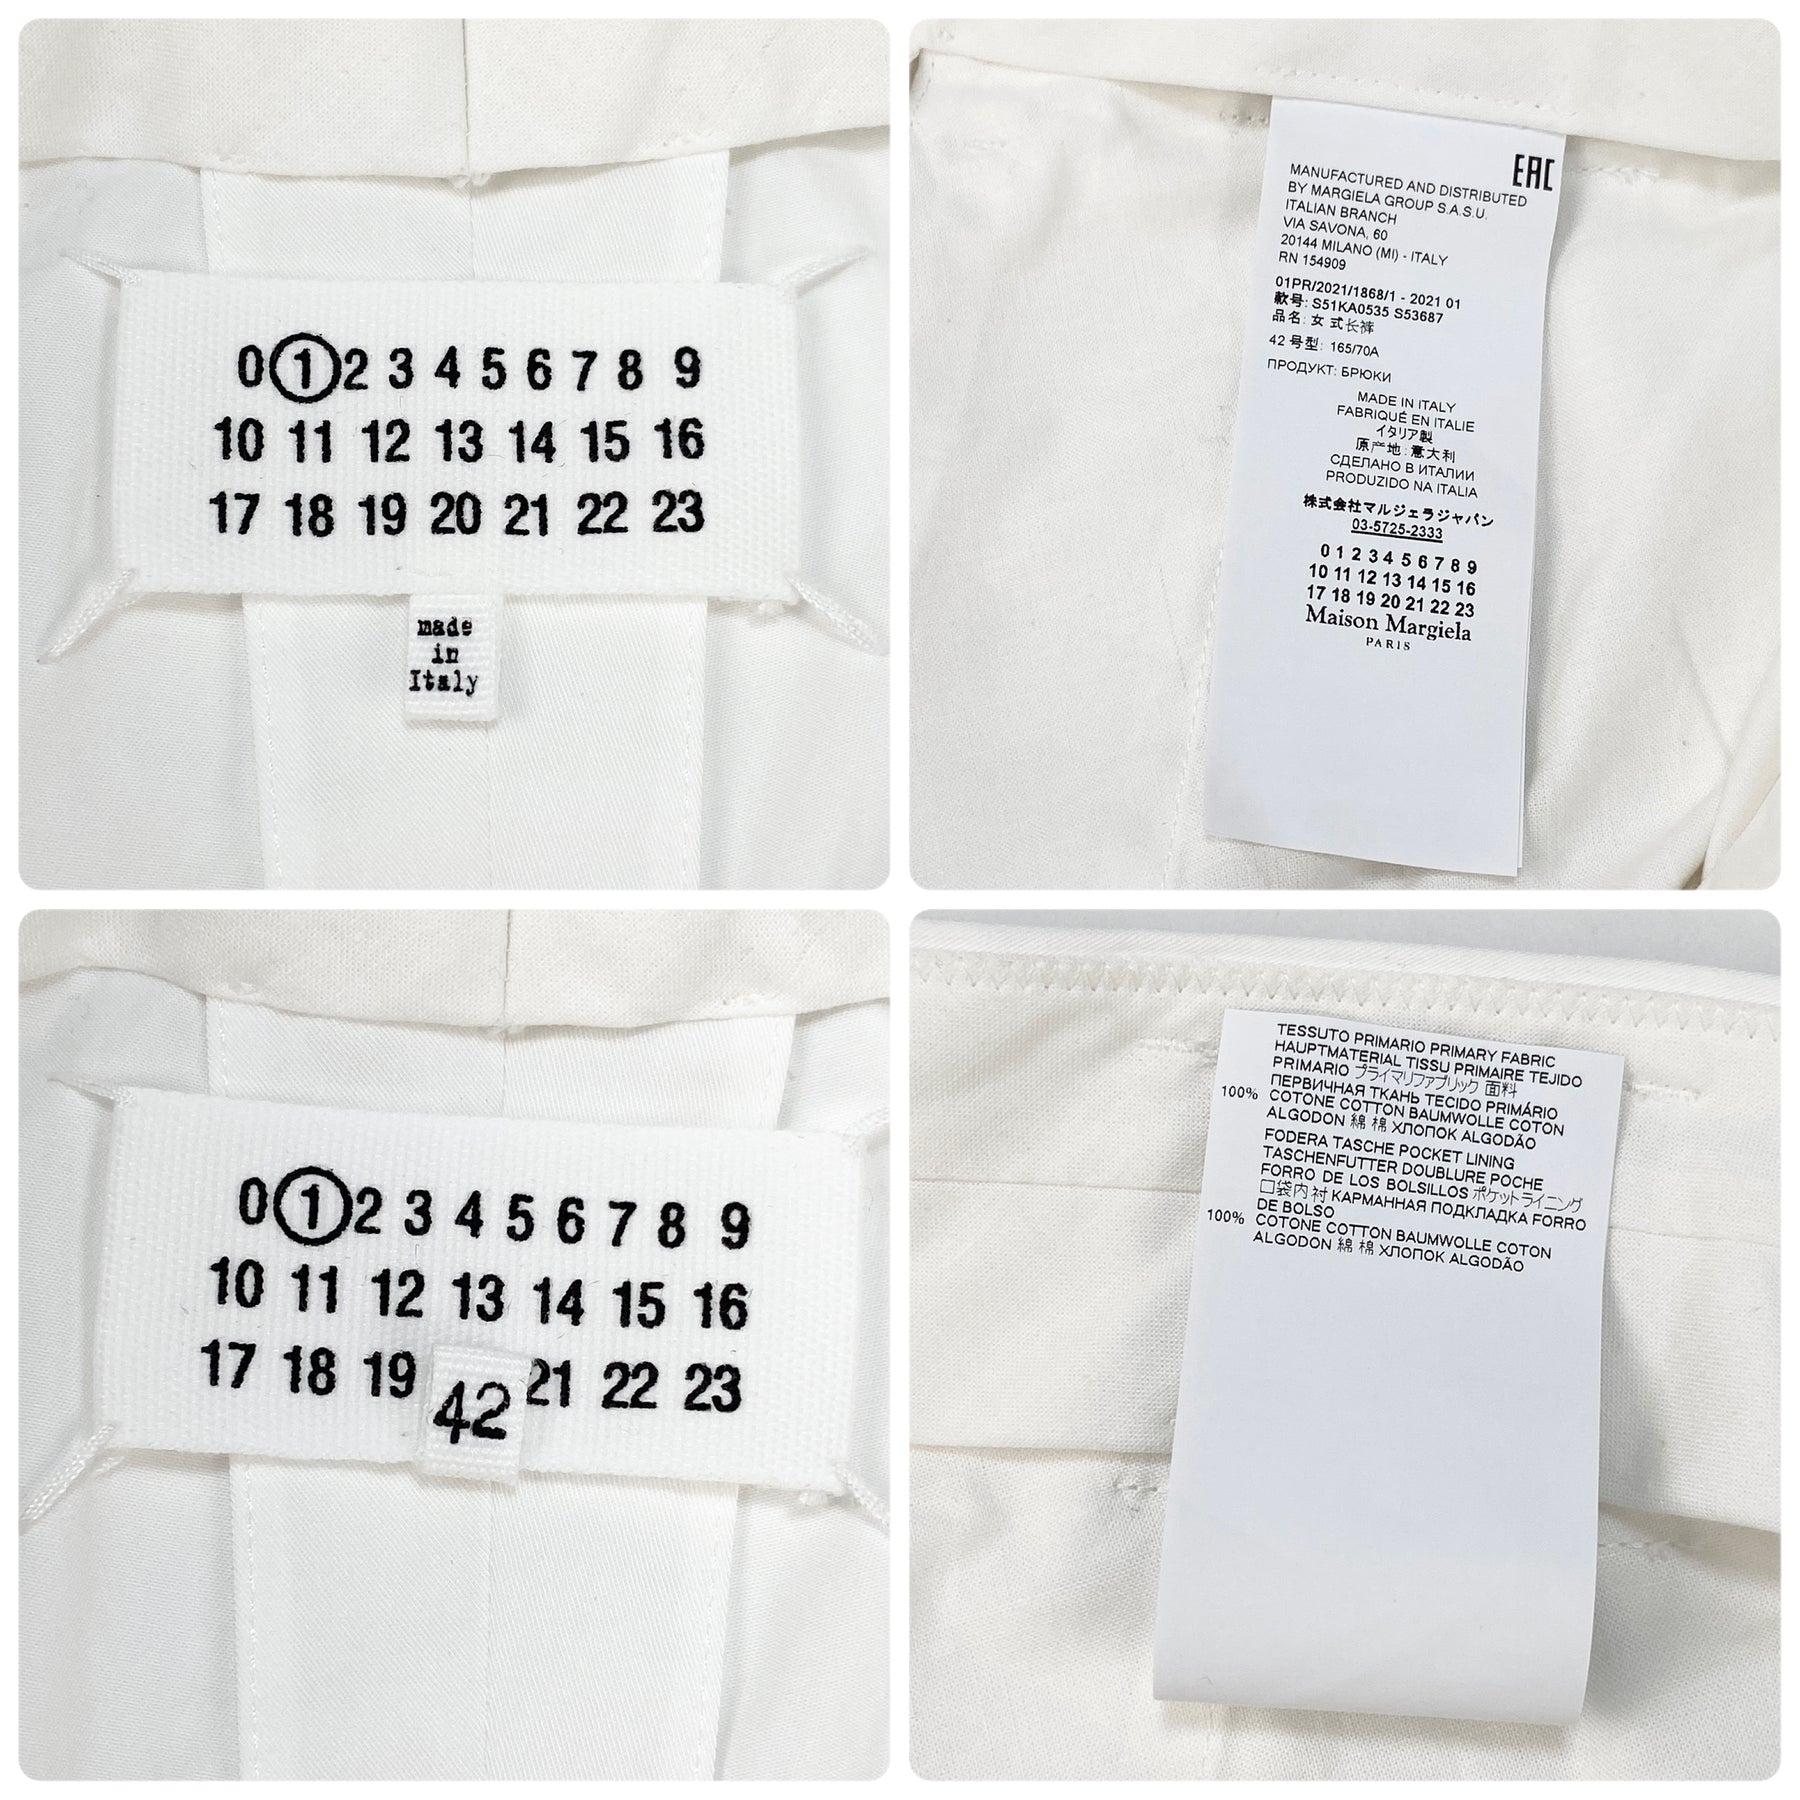 0 1 2 3 4 5 6 7 8 9
10 11 12 13 14 15 16
17 18 19 20 21 22 23
made
in
Italy
EAC
MANUFACTURED AND DISTRIBUTED
BY MARGIELA GROUP S.A.S.U.
ITALIAN BRANCH
VIA SAVONA, 60
20144 MILANO (MI) - ITALY
RN 154909
01PR/2021/1868/1 - 2021 01
款号: S51KA0535 S53687
品名: 女 式长裤
42 号型: 165/70A
ПРОДУКТ: БРЮКИ
MADE IN ITALY
FABRIQUÉ EN ITALIE
イタリア製
原产地:意大利
СДЕЛАНО В ИТАЛИИ
PRODUZIDO NA ITALIA
株式会社マルジェラジャパン
03-5725-2333
0 1 2 3 4 5 6 7 8 9
10 11 12 13 14 15 16
17 18 19 20 21 22 23
Maison Margiela
PARIS
0 1 2 3 4 5 6 7 8 9
10 11 12 13 14 15 16
17 18 19 21 22 23
42
TESSUTO PRIMARIO PRIMARY FABRIC
HAUPTMATERIAL TISSU PRIMAIRE TEJIDO
PRIMARIO プライマリファブリック 面料
ПЕРВИЧНАЯ ТКАНЬ TECIDO PRIMÁRIO
100% COTONE COTTON BAUMWOLLE COTON
ALGODON 綿 棉 ХЛОПОК ALGODÃO
FODERA TASCHE POCKET LINING
TASCHENFUTTER DOUBLURE POCHE
FORRO DE LOS BOLSILLOS ポケットライニング
口袋内衬 КАРМАННАЯ ПОДКЛАДКА FORRO
DE BOLSO
100% COTONE COTTON BAUMWOLLE COTON
ALGODON 綿 棉 ХЛОПОК ALGODÃO